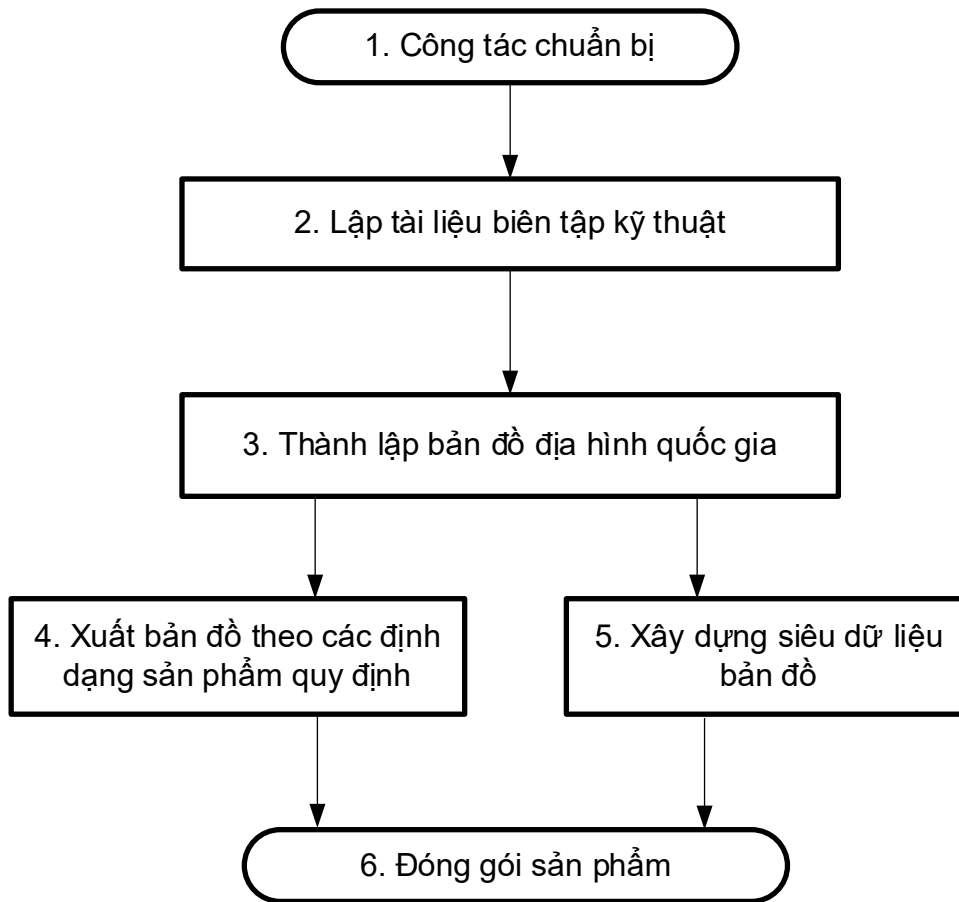 1. Công tác chuẩn bị
2. Lập tài liệu biên tập kỹ thuật
3. Thành lập bản đồ địa hình quốc gia
4. Xuất bản đồ theo các định
dạng sản phẩm quy định
5. Xây dựng siêu dữ liệu
bản đồ
6. Đóng gói sản phẩm